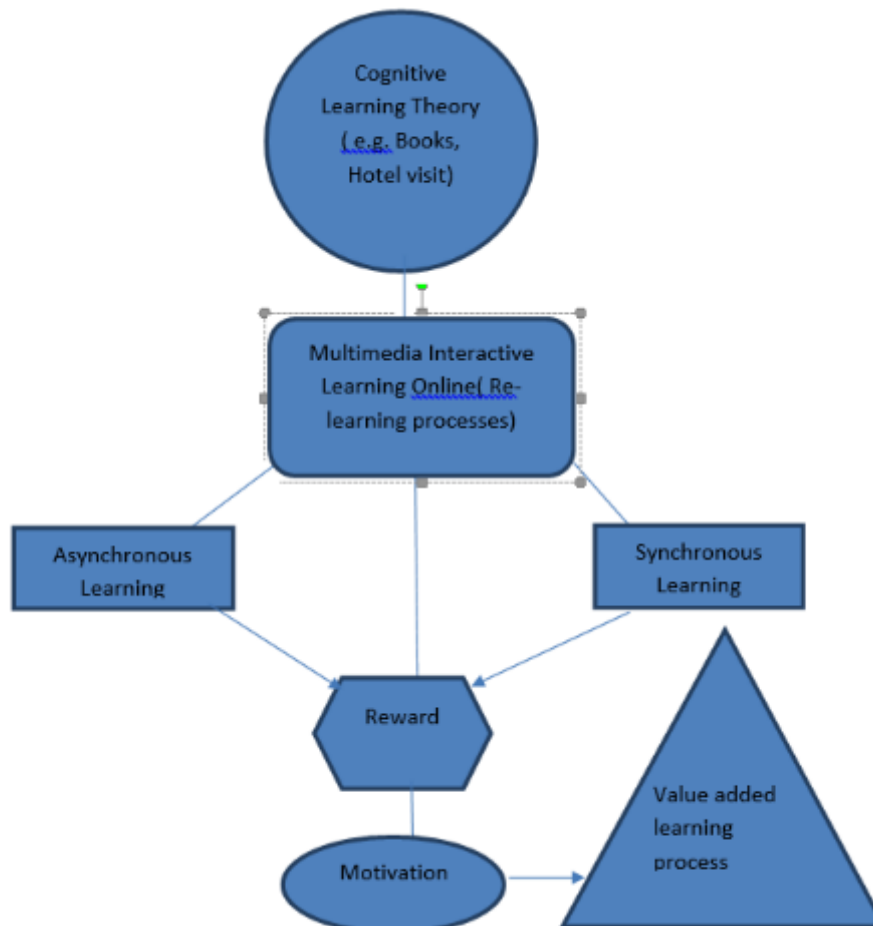 Cognitive
Learning Theory
( e.g. Books,
Hotel visit)
Multimedia Interactive
Learning Online( Re-
learning processes)
Asynchronous
Learning
Synchronous
Learning
Reward
Value added
learning
process
Motivation